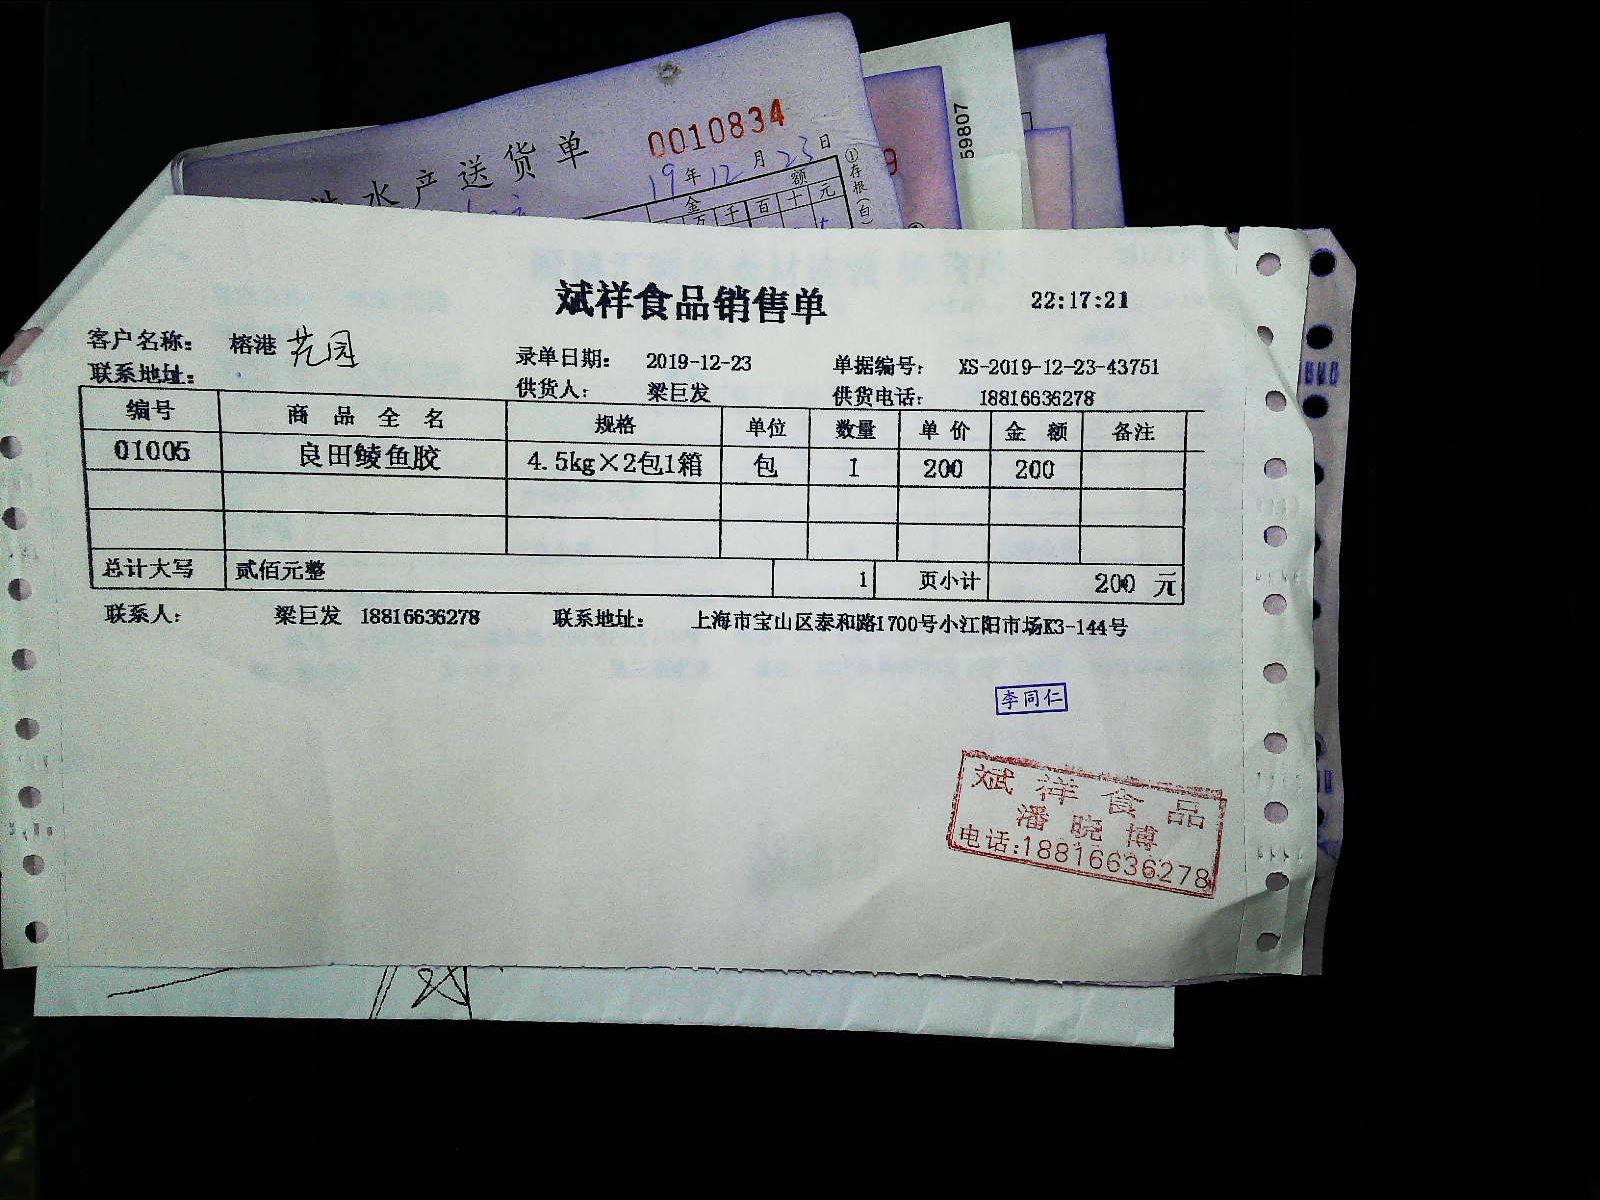 0010834
水产送货单
19年12月23日
金额
万千百十元
①存根(白)
59807
斌祥食品销售单
22:17:21
客户名称: 榕港 花园
录单日期: 2019-12-23 单据编号: XS-2019-12-23-43751
联系地址:
供货人: 梁巨发 供货电话: 18816636278
编号 商品全名 规格 单位 数量 单价 金额 备注
01005 良田鲮鱼胶 4.5kg×2包1箱 包 1 200 200
总计大写 贰佰元整 1 页小计 200 元
联系人: 梁巨发 18816636278 联系地址: 上海市宝山区泰和路1700号小江阳市场K3-144号
李同仁
斌祥食品
潘晓博
电话:18816636278